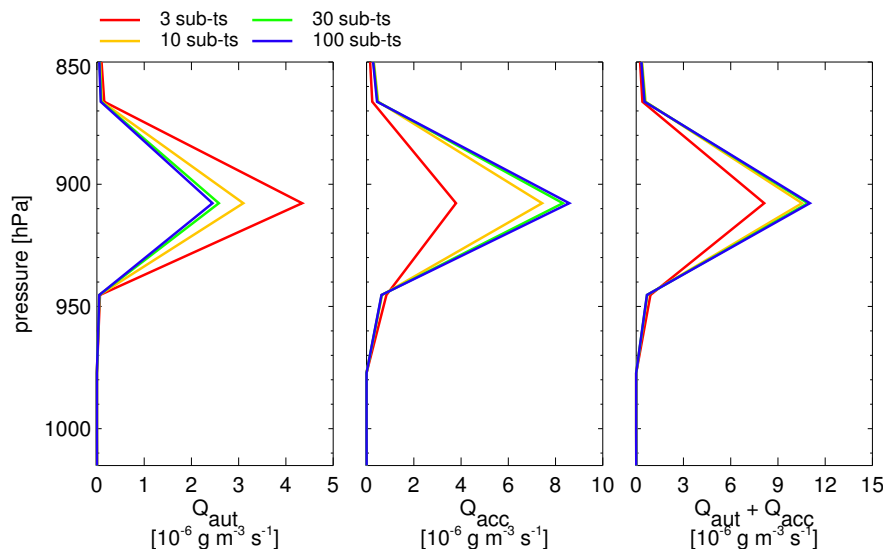 3 sub-ts 30 sub-ts
10 sub-ts 100 sub-ts
850
900
950
1000
pressure [hPa]
0 1 2 3 4 5
Qaut
[10-6 g m-3 s-1]
0 2 4 6 8 10
Qacc
[10-6 g m-3 s-1]
0 3 6 9 12 15
Qaut + Qacc
[10-6 g m-3 s-1]